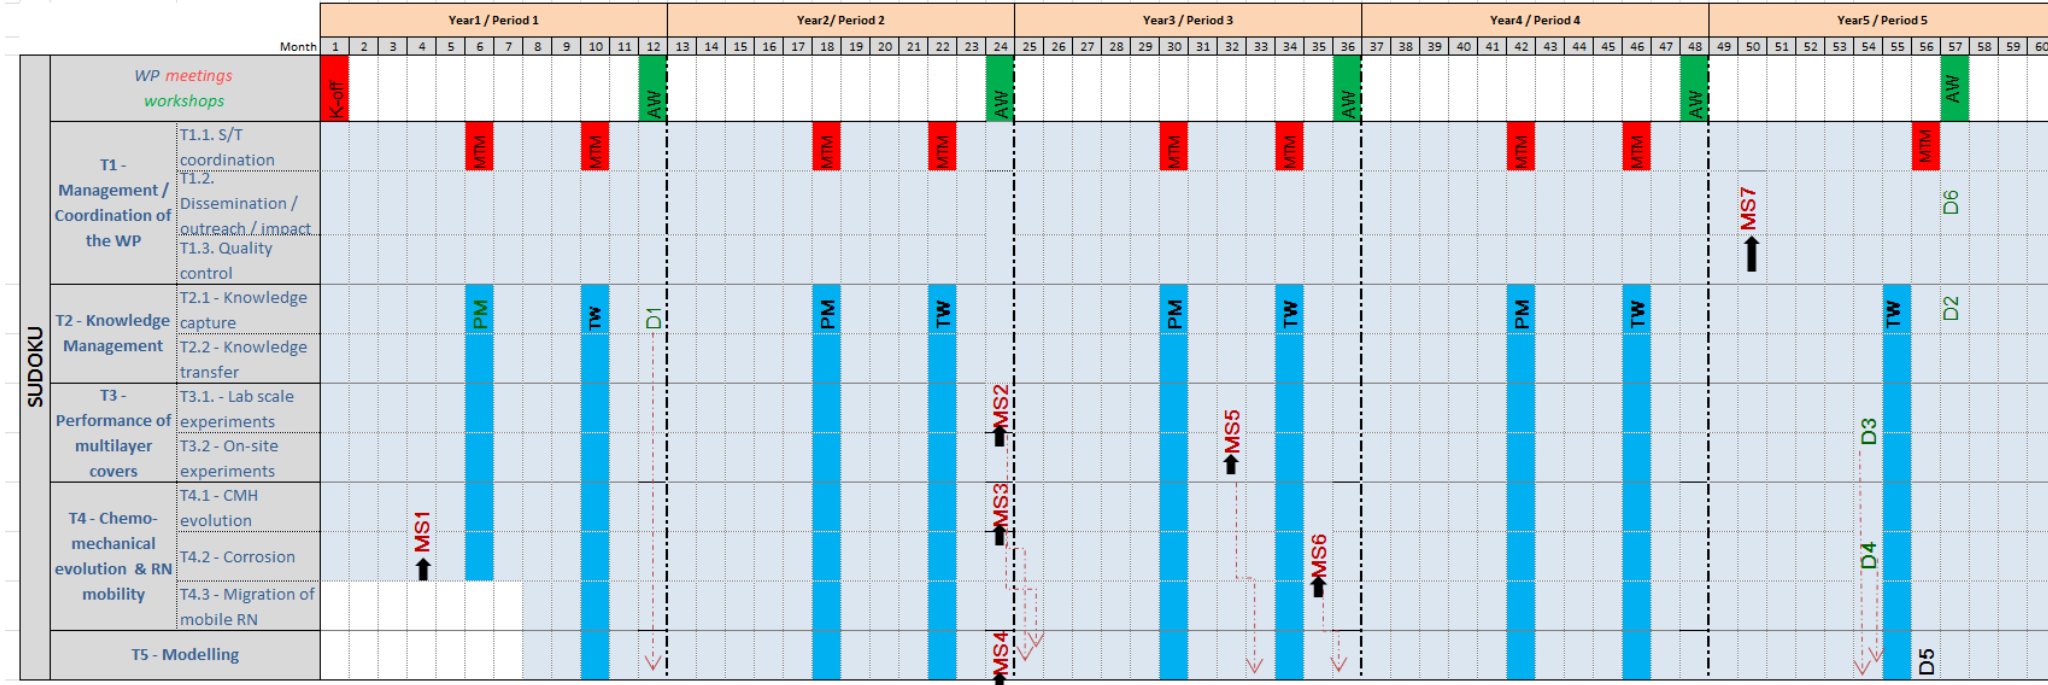 Year1 / Period 1 Year2/ Period 2 Year3 / Period 3 Year4 / Period 4 Year5 / Period 5
Month 1 2 3 4 5 6 7 8 9 10 11 12 13 14 15 16 17 18 19 20 21 22 23 24 25 26 27 28 29 30 31 32 33 34 35 36 37 38 39 40 41 42 43 44 45 46 47 48 49 50 51 52 53 54 55 56 57 58 59 60
SUDOKU
WP meetings
workshops
K-off AW AW AW AW AW
T1 -
Management /
Coordination of
the WP
T1.1. S/T
coordination
MTM MTM MTM MTM MTM MTM MTM MTM MTM
T1.2.
Dissemination /
outreach / impact
MS7 D6
T1.3. Quality
control
T2 - Knowledge
Management
T2.1 - Knowledge
capture
PM TW D1 PM TW PM TW PM TW TW D2
T2.2 - Knowledge
transfer
T3 -
Performance of
multilayer
covers
T3.1. - Lab scale
experiments
MS2 MS5 D3
T3.2 - On-site
experiments
T4 - Chemo-
mechanical
evolution & RN
mobility
T4.1 - CMH
evolution
MS1 MS3
T4.2 - Corrosion
MS6 D4
T4.3 - Migration of
mobile RN
T5 - Modelling
MS4 D5